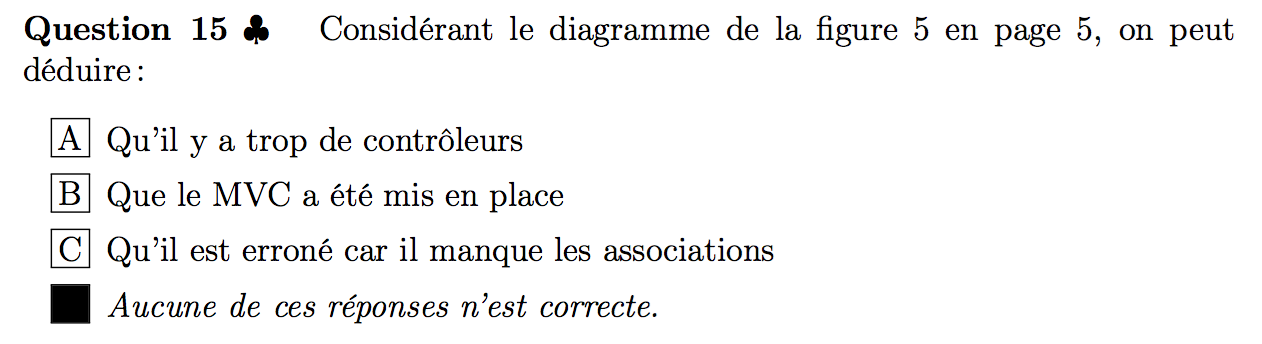 Question 15 ♣ Considérant le diagramme de la figure 5 en page 5, on peut
déduire :
A Qu'il y a trop de contrôleurs
B Que le MVC a été mis en place
C Qu'il est erroné car il manque les associations
Aucune de ces réponses n'est correcte.